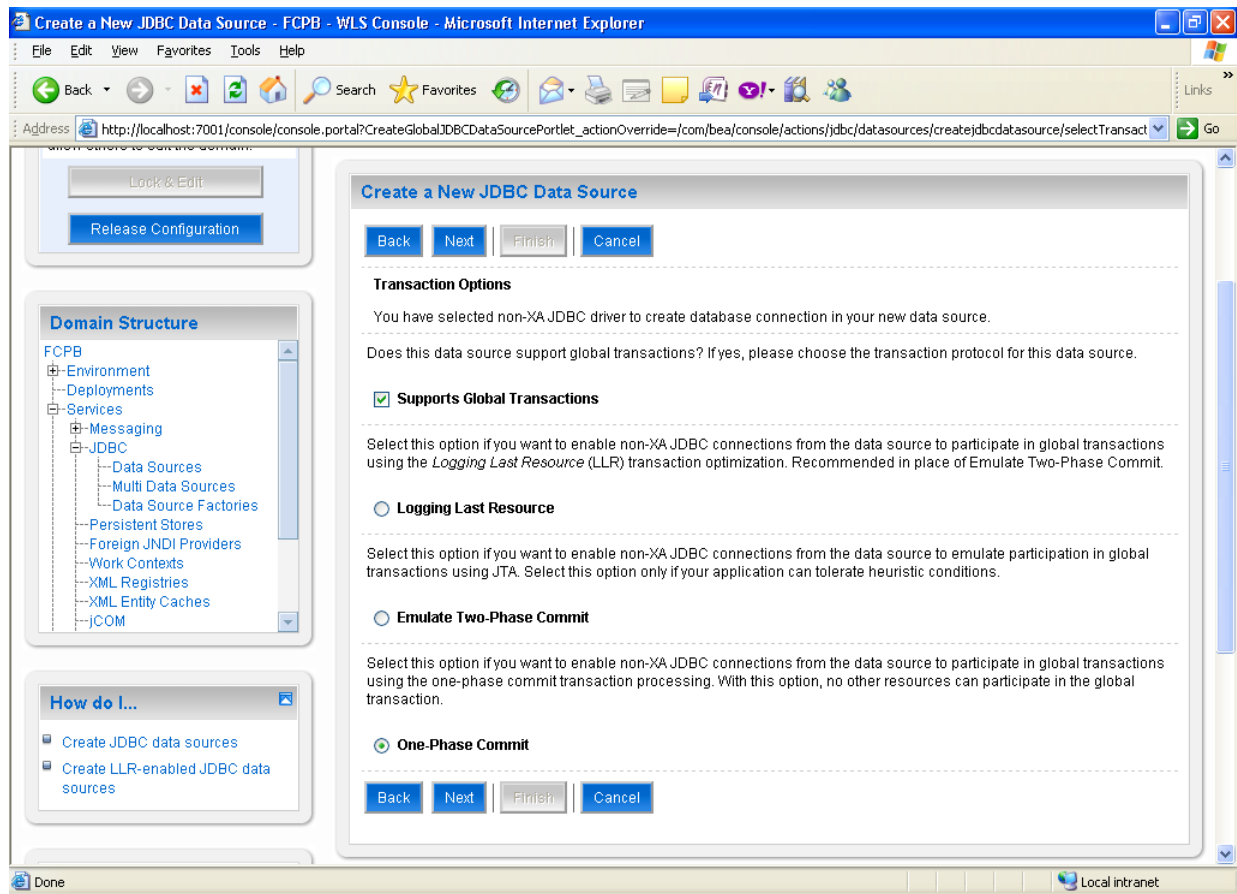 Create a New JDBC Data Source - FCPB - WLS Console - Microsoft Internet Explorer
File Edit View Favorites Tools Help
Back Search Favorites Links
Address http://localhost:7001/console/console.portal?CreateGlobalJDBCDataSourcePortlet_actionOverride=/com/bea/console/actions/jdbc/datasources/createjdbcdatasource/selectTransact Go
allow others to edit the domain.
Lock & Edit
Release Configuration
Domain Structure
FCPB
Environment
Deployments
Services
Messaging
JDBC
Data Sources
Multi Data Sources
Data Source Factories
Persistent Stores
Foreign JNDI Providers
Work Contexts
XML Registries
XML Entity Caches
jCOM
How do I...
Create JDBC data sources
Create LLR-enabled JDBC data
sources
Create a New JDBC Data Source
Back Next Finish Cancel
Transaction Options
You have selected non-XA JDBC driver to create database connection in your new data source.
Does this data source support global transactions? If yes, please choose the transaction protocol for this data source.
Supports Global Transactions
Select this option if you want to enable non-XA JDBC connections from the data source to participate in global transactions
using the Logging Last Resource (LLR) transaction optimization. Recommended in place of Emulate Two-Phase Commit.
Logging Last Resource
Select this option if you want to enable non-XA JDBC connections from the data source to emulate participation in global
transactions using JTA. Select this option only if your application can tolerate heuristic conditions.
Emulate Two-Phase Commit
Select this option if you want to enable non-XA JDBC connections from the data source to participate in global transactions
using the one-phase commit transaction processing. With this option, no other resources can participate in the global
transaction.
One-Phase Commit
Back Next Finish Cancel
Done Local intranet